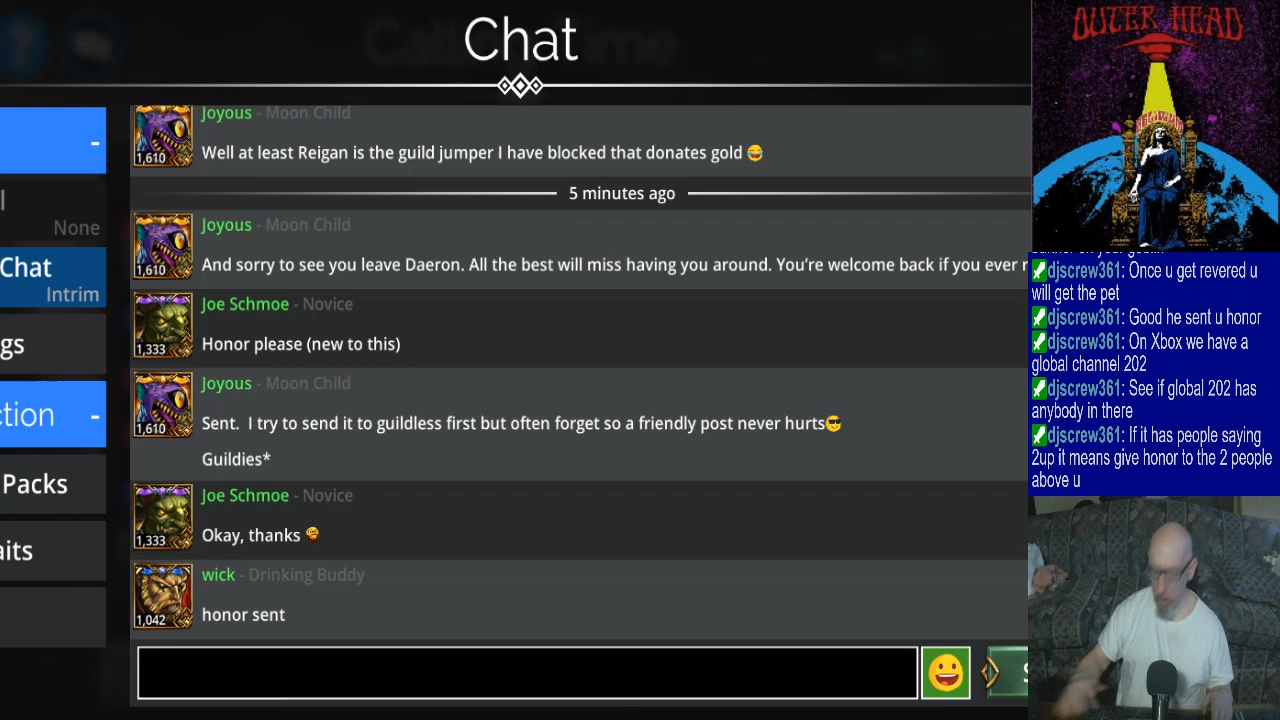 Chat
-
l
None
Chat
Intrim
gs
ction -
Packs
aits
Joyous - Moon Child
1,610
Well at least Reigan is the guild jumper I have blocked that donates gold 😂
5 minutes ago
Joyous - Moon Child
1,610
And sorry to see you leave Daeron. All the best will miss having you around. You're welcome back if you ever r
Joe Schmoe - Novice
1,333
Honor please (new to this)
Joyous - Moon Child
1,610
Sent.  I try to send it to guildless first but often forget so a friendly post never hurts😎
Guildies*
Joe Schmoe - Novice
1,333
Okay, thanks
wick - Drinking Buddy
1,042
honor sent
S
OUTER HEAD
djscrew361: Once u get revered u
will get the pet
djscrew361: Good he sent u honor
djscrew361: On Xbox we have a
global channel 202
djscrew361: See if global 202 has
anybody in there
djscrew361: If it has people saying
2up it means give honor to the 2 people
above u